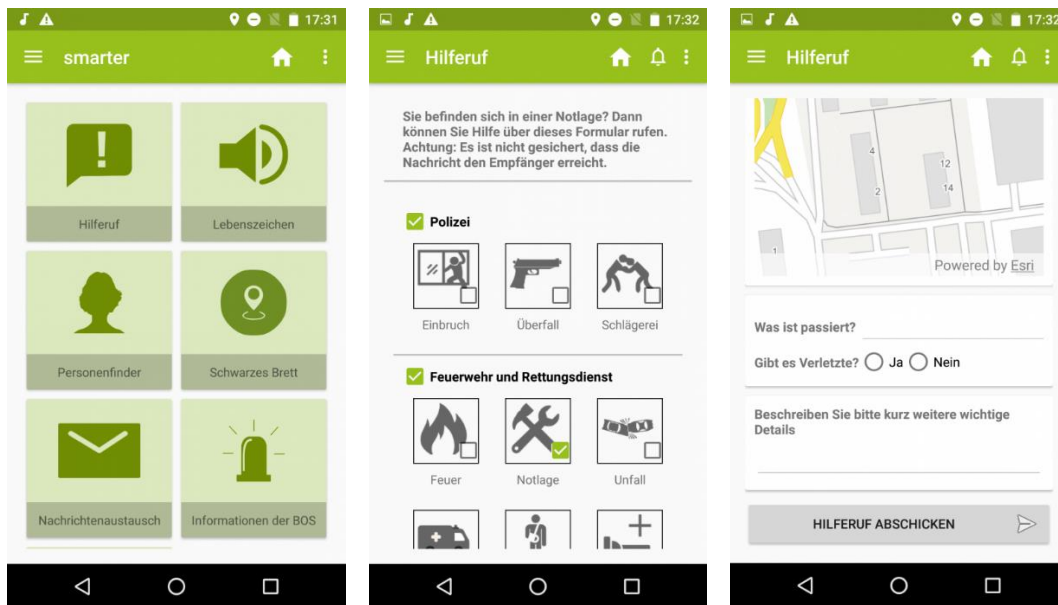 17:31
smarter
Hilferuf
Lebenszeichen
Personenfinder
Schwarzes Brett
Nachrichtenaustausch
Informationen der BOS
17:32
Hilferuf
Sie befinden sich in einer Notlage? Dann
können Sie Hilfe über dieses Formular rufen.
Achtung: Es ist nicht gesichert, dass die
Nachricht den Empfänger erreicht.
Polizei
Einbruch
Überfall
Schlägerei
Feuerwehr und Rettungsdienst
Feuer
Notlage
Unfall
17:32
Hilferuf
4
12
2
14
1
Powered by Esri
Was ist passiert?
Gibt es Verletzte? Ja Nein
Beschreiben Sie bitte kurz weitere wichtige
Details
HILFERUF ABSCHICKEN